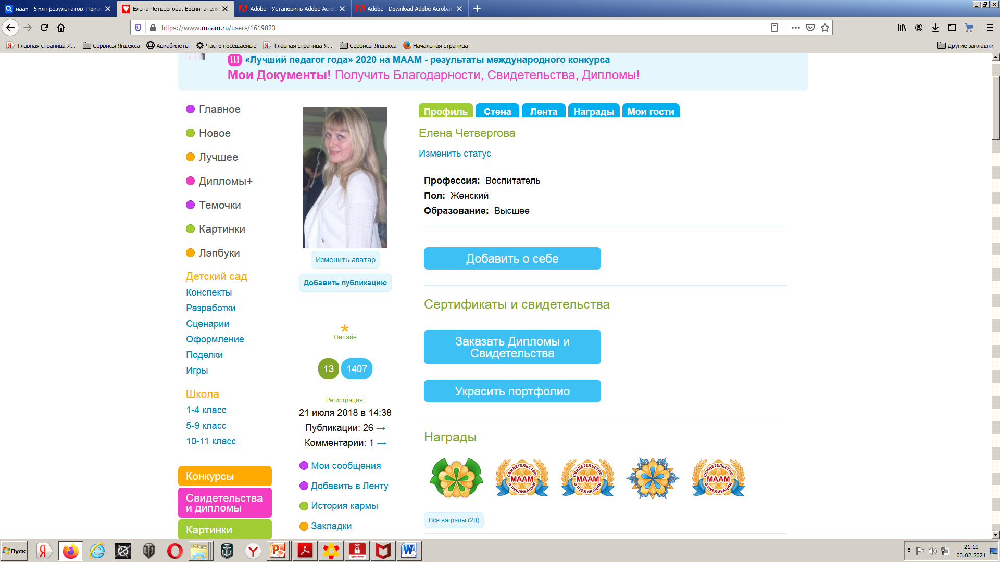 маам - 6 млн результатов. Поиск
Елена Четвергова. Воспитателя
Adobe - Установить Adobe Acrob
Adobe - Download Adobe Acrobat
https://www.maam.ru/users/1619823
Главная страница Я...
Сервисы Яндекса
Авиабилеты
Часто посещаемые
Главная страница Я...
Сервисы Яндекса
Начальная страница
Другие закладки
!!! «Лучший педагог года» 2020 на МААМ - результаты международного конкурса
Мои Документы! Получить Благодарности, Свидетельства, Дипломы!
Главное
Новое
Лучшее
Дипломы+
Темочки
Картинки
Лэпбуки
Детский сад
Конспекты
Разработки
Сценарии
Оформление
Поделки
Игры
Школа
1-4 класс
5-9 класс
10-11 класс
Конкурсы
Свидетельства
и дипломы
Картинки
Изменить аватар
Добавить публикацию
Онлайн
13 1407
Регистрация:
21 июля 2018 в 14:38
Публикации: 26 →
Комментарии: 1 →
Мои сообщения
Добавить в Ленту
История кармы
Закладки
Профиль Стена Лента Награды Мои гости
Елена Четвергова
Изменить статус
Профессия: Воспитатель
Пол: Женский
Образование: Высшее
Добавить о себе
Сертификаты и свидетельства
Заказать Дипломы и
Свидетельства
Украсить портфолио
Награды
СВИДЕТЕЛЬСТВО
МААМ
О ПУБЛИКАЦИИ
СВИДЕТЕЛЬСТВО
МААМ
О ПУБЛИКАЦИИ
СВИДЕТЕЛЬСТВО
МААМ
О ПУБЛИКАЦИИ
Все награды (28)
Пуск
McAfee
21:10
03.02.2021